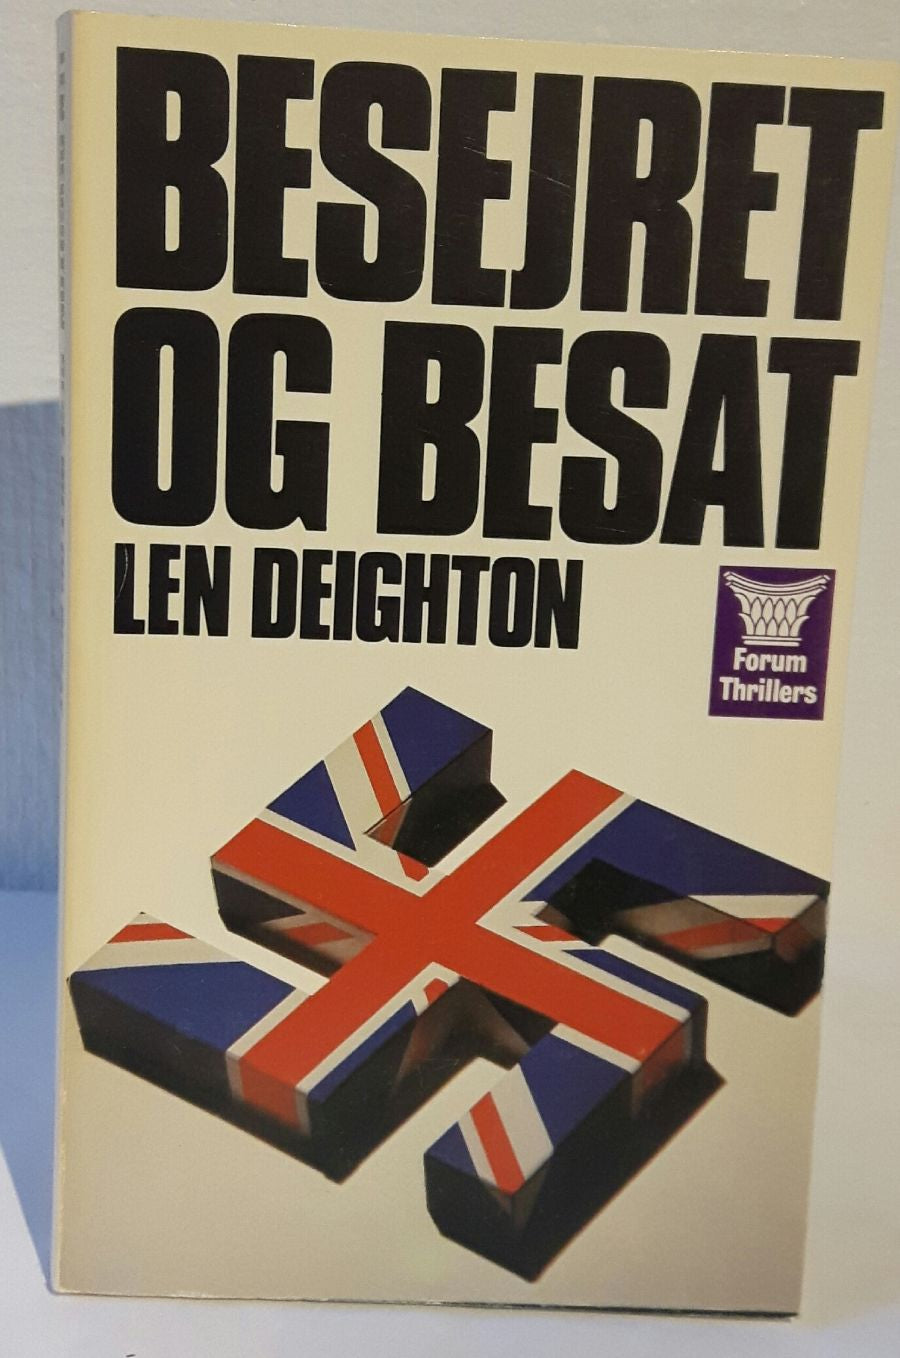 BESEJRET
OG BESAT
LEN DEIGHTON
Forum
Thrillers